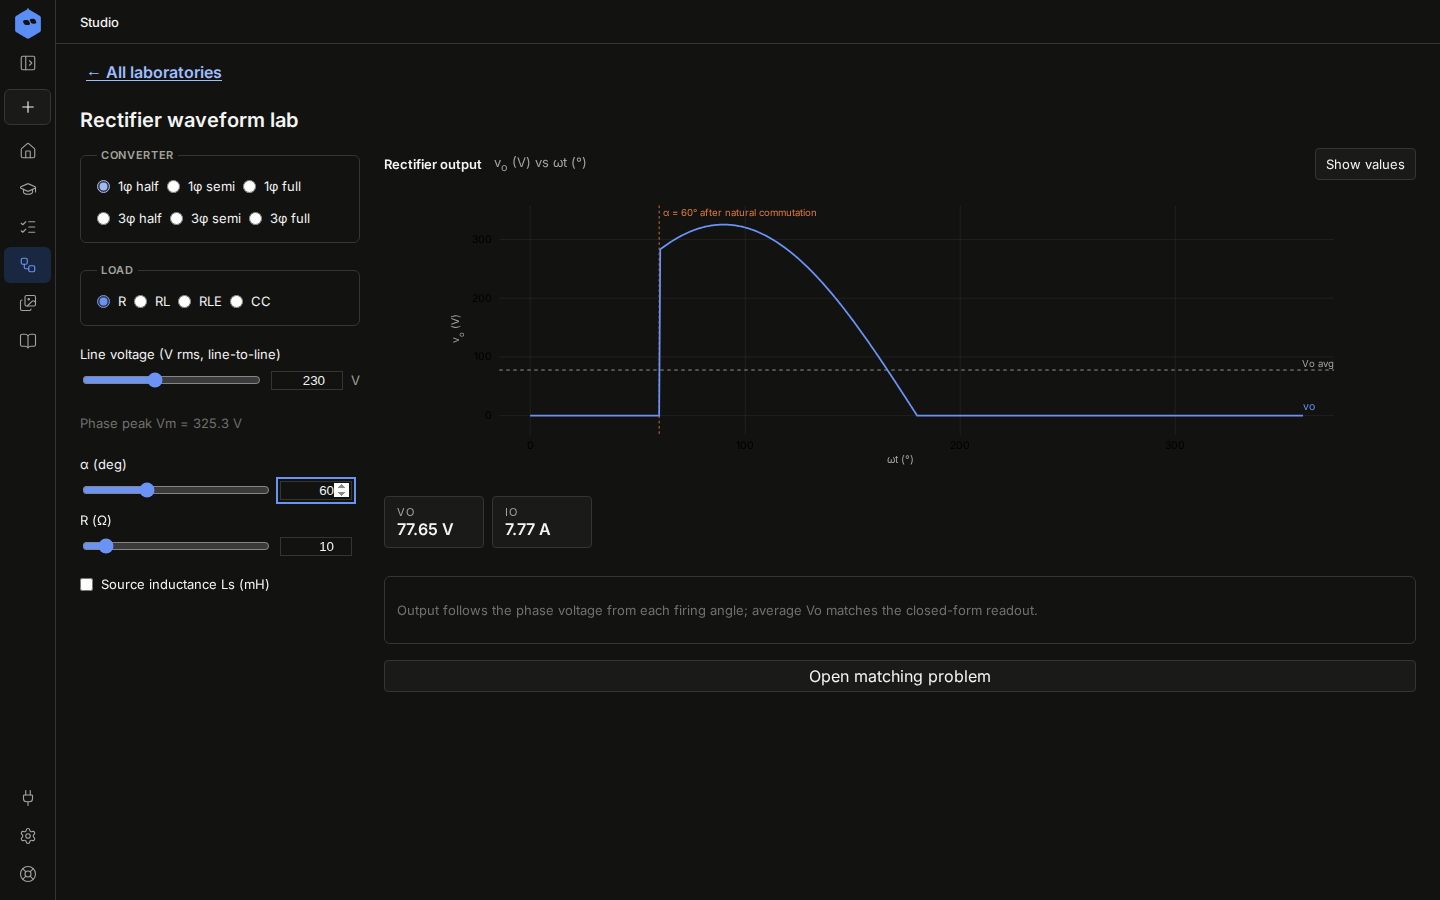 Studio
← All laboratories
Rectifier waveform lab
CONVERTER
1φ half 1φ semi 1φ full
3φ half 3φ semi 3φ full
LOAD
R RL RLE CC
Line voltage (V rms, line-to-line)
230 V
Phase peak Vm = 325.3 V
α (deg)
60
R (Ω)
10
Source inductance Ls (mH)
Rectifier output vo (V) vs ωt (°)
Show values
α = 60° after natural commutation
300
200
100
0
vo (V)
Vo avg
vo
0 100 200 300
ωt (°)
VO
77.65 V
IO
7.77 A
Output follows the phase voltage from each firing angle; average Vo matches the closed-form readout.
Open matching problem